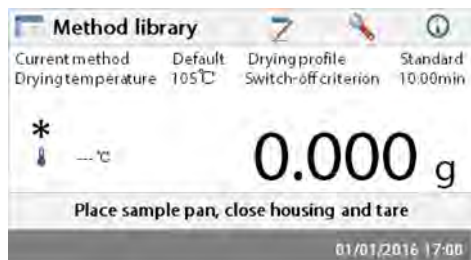 Method library
Current method Default Drying profile Standard
Drying temperature 105℃ Switch-off criterion 10.00min
*
--- ℃
0.000 g
Place sample pan, close housing and tare
01/01/2016 17:00